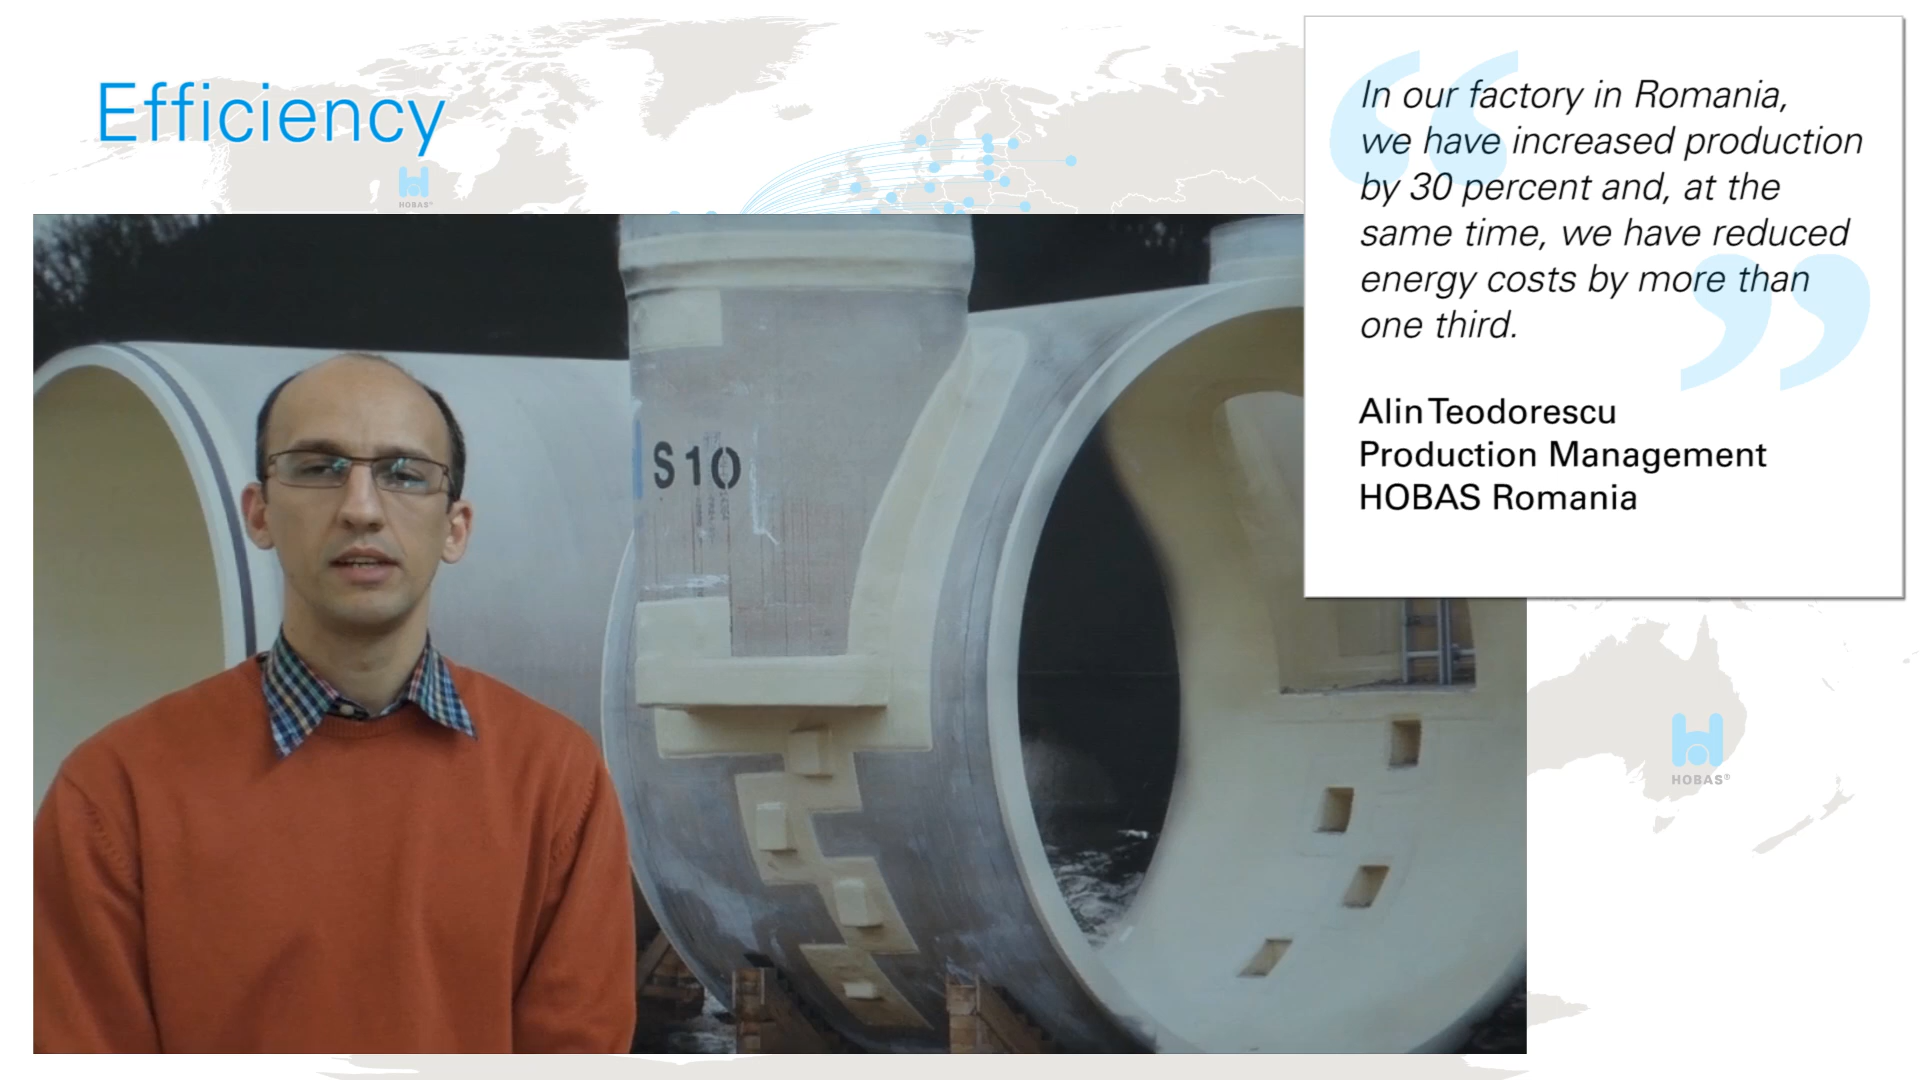 Efficiency
HOBAS®
In our factory in Romania,
we have increased production
by 30 percent and, at the
same time, we have reduced
energy costs by more than
one third.
Alin Teodorescu
Production Management
HOBAS Romania
S 10
HOBAS®